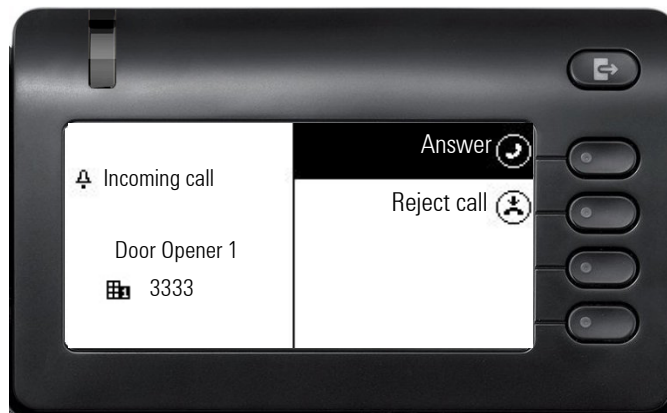 Incoming call
Door Opener 1
3333
Answer
Reject call